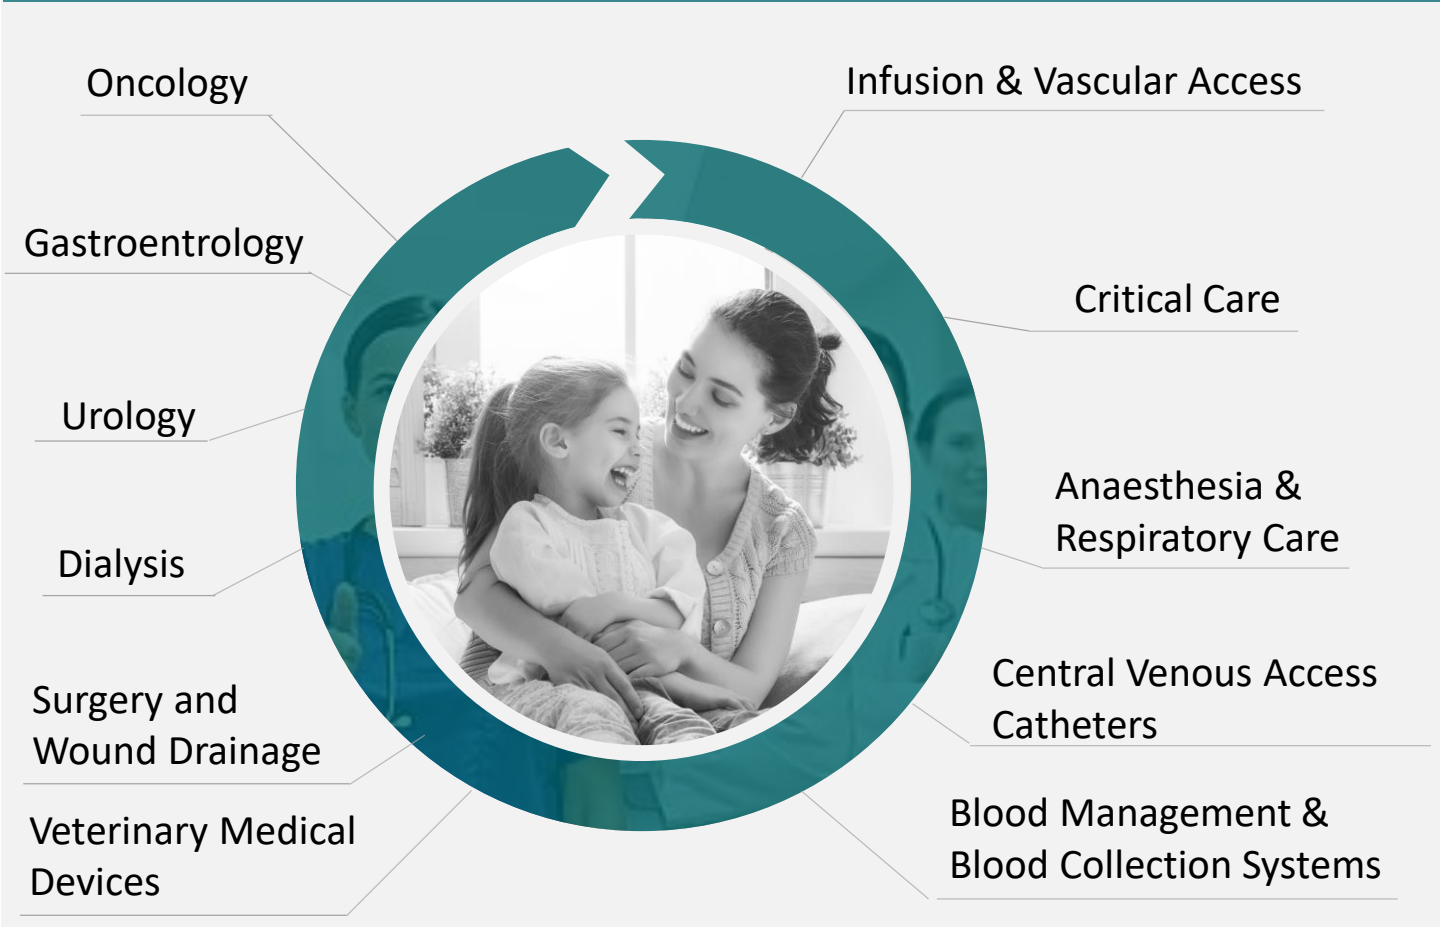 Oncology
Infusion & Vascular Access
Gastroentrology
Critical Care
Urology
Anaesthesia &
Respiratory Care
Dialysis
Central Venous Access
Catheters
Surgery and
Wound Drainage
Blood Management &
Blood Collection Systems
Veterinary Medical
Devices